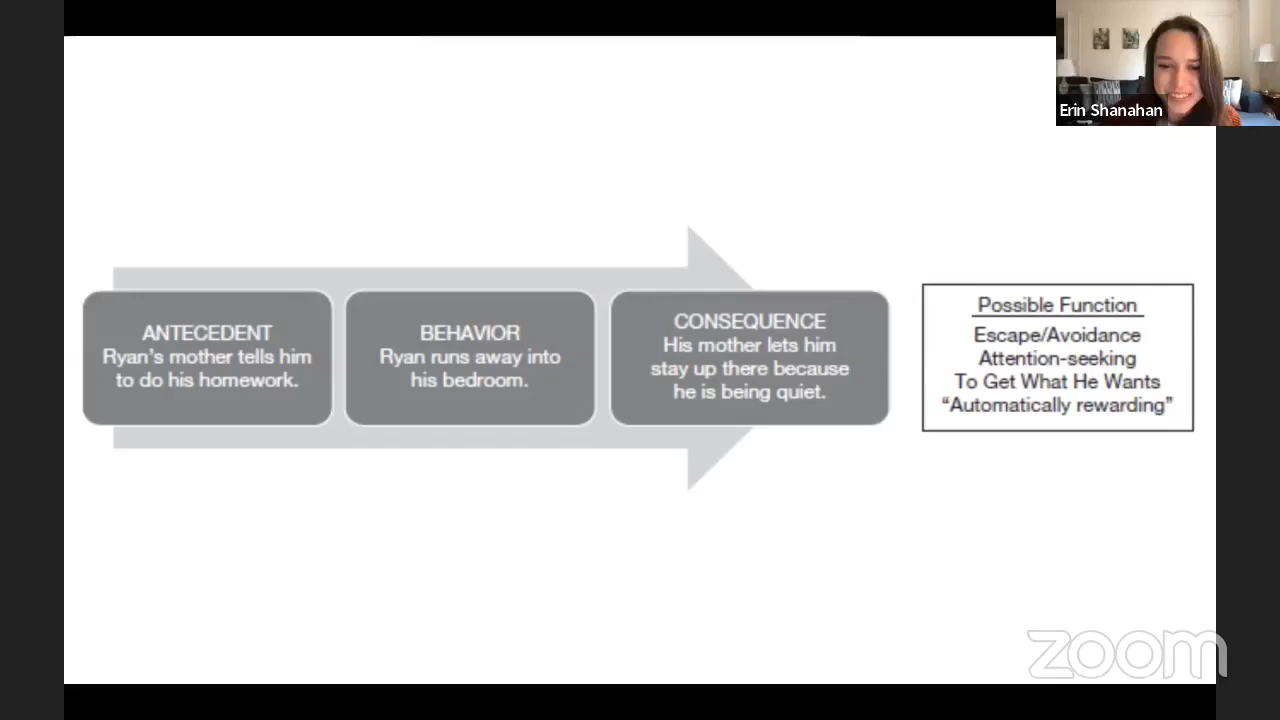 Erin Shanahan
ANTECEDENT
Ryan’s mother tells him
to do his homework.
BEHAVIOR
Ryan runs away into
his bedroom.
CONSEQUENCE
His mother lets him
stay up there because
he is being quiet.
Possible Function
Escape/Avoidance
Attention-seeking
To Get What He Wants
“Automatically rewarding”
zoom